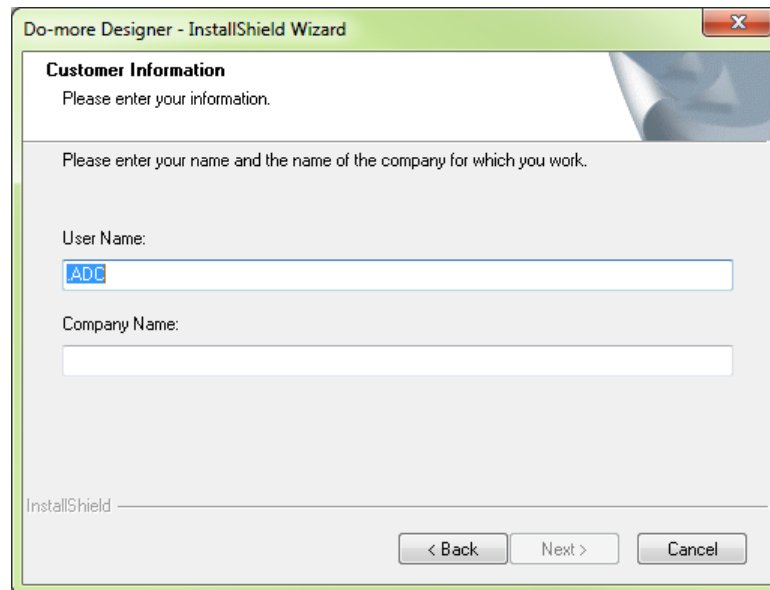 Do-more Designer - InstallShield Wizard
Customer Information
Please enter your information.
Please enter your name and the name of the company for which you work.
User Name:
.ADC
Company Name:
InstallShield
< Back Next > Cancel